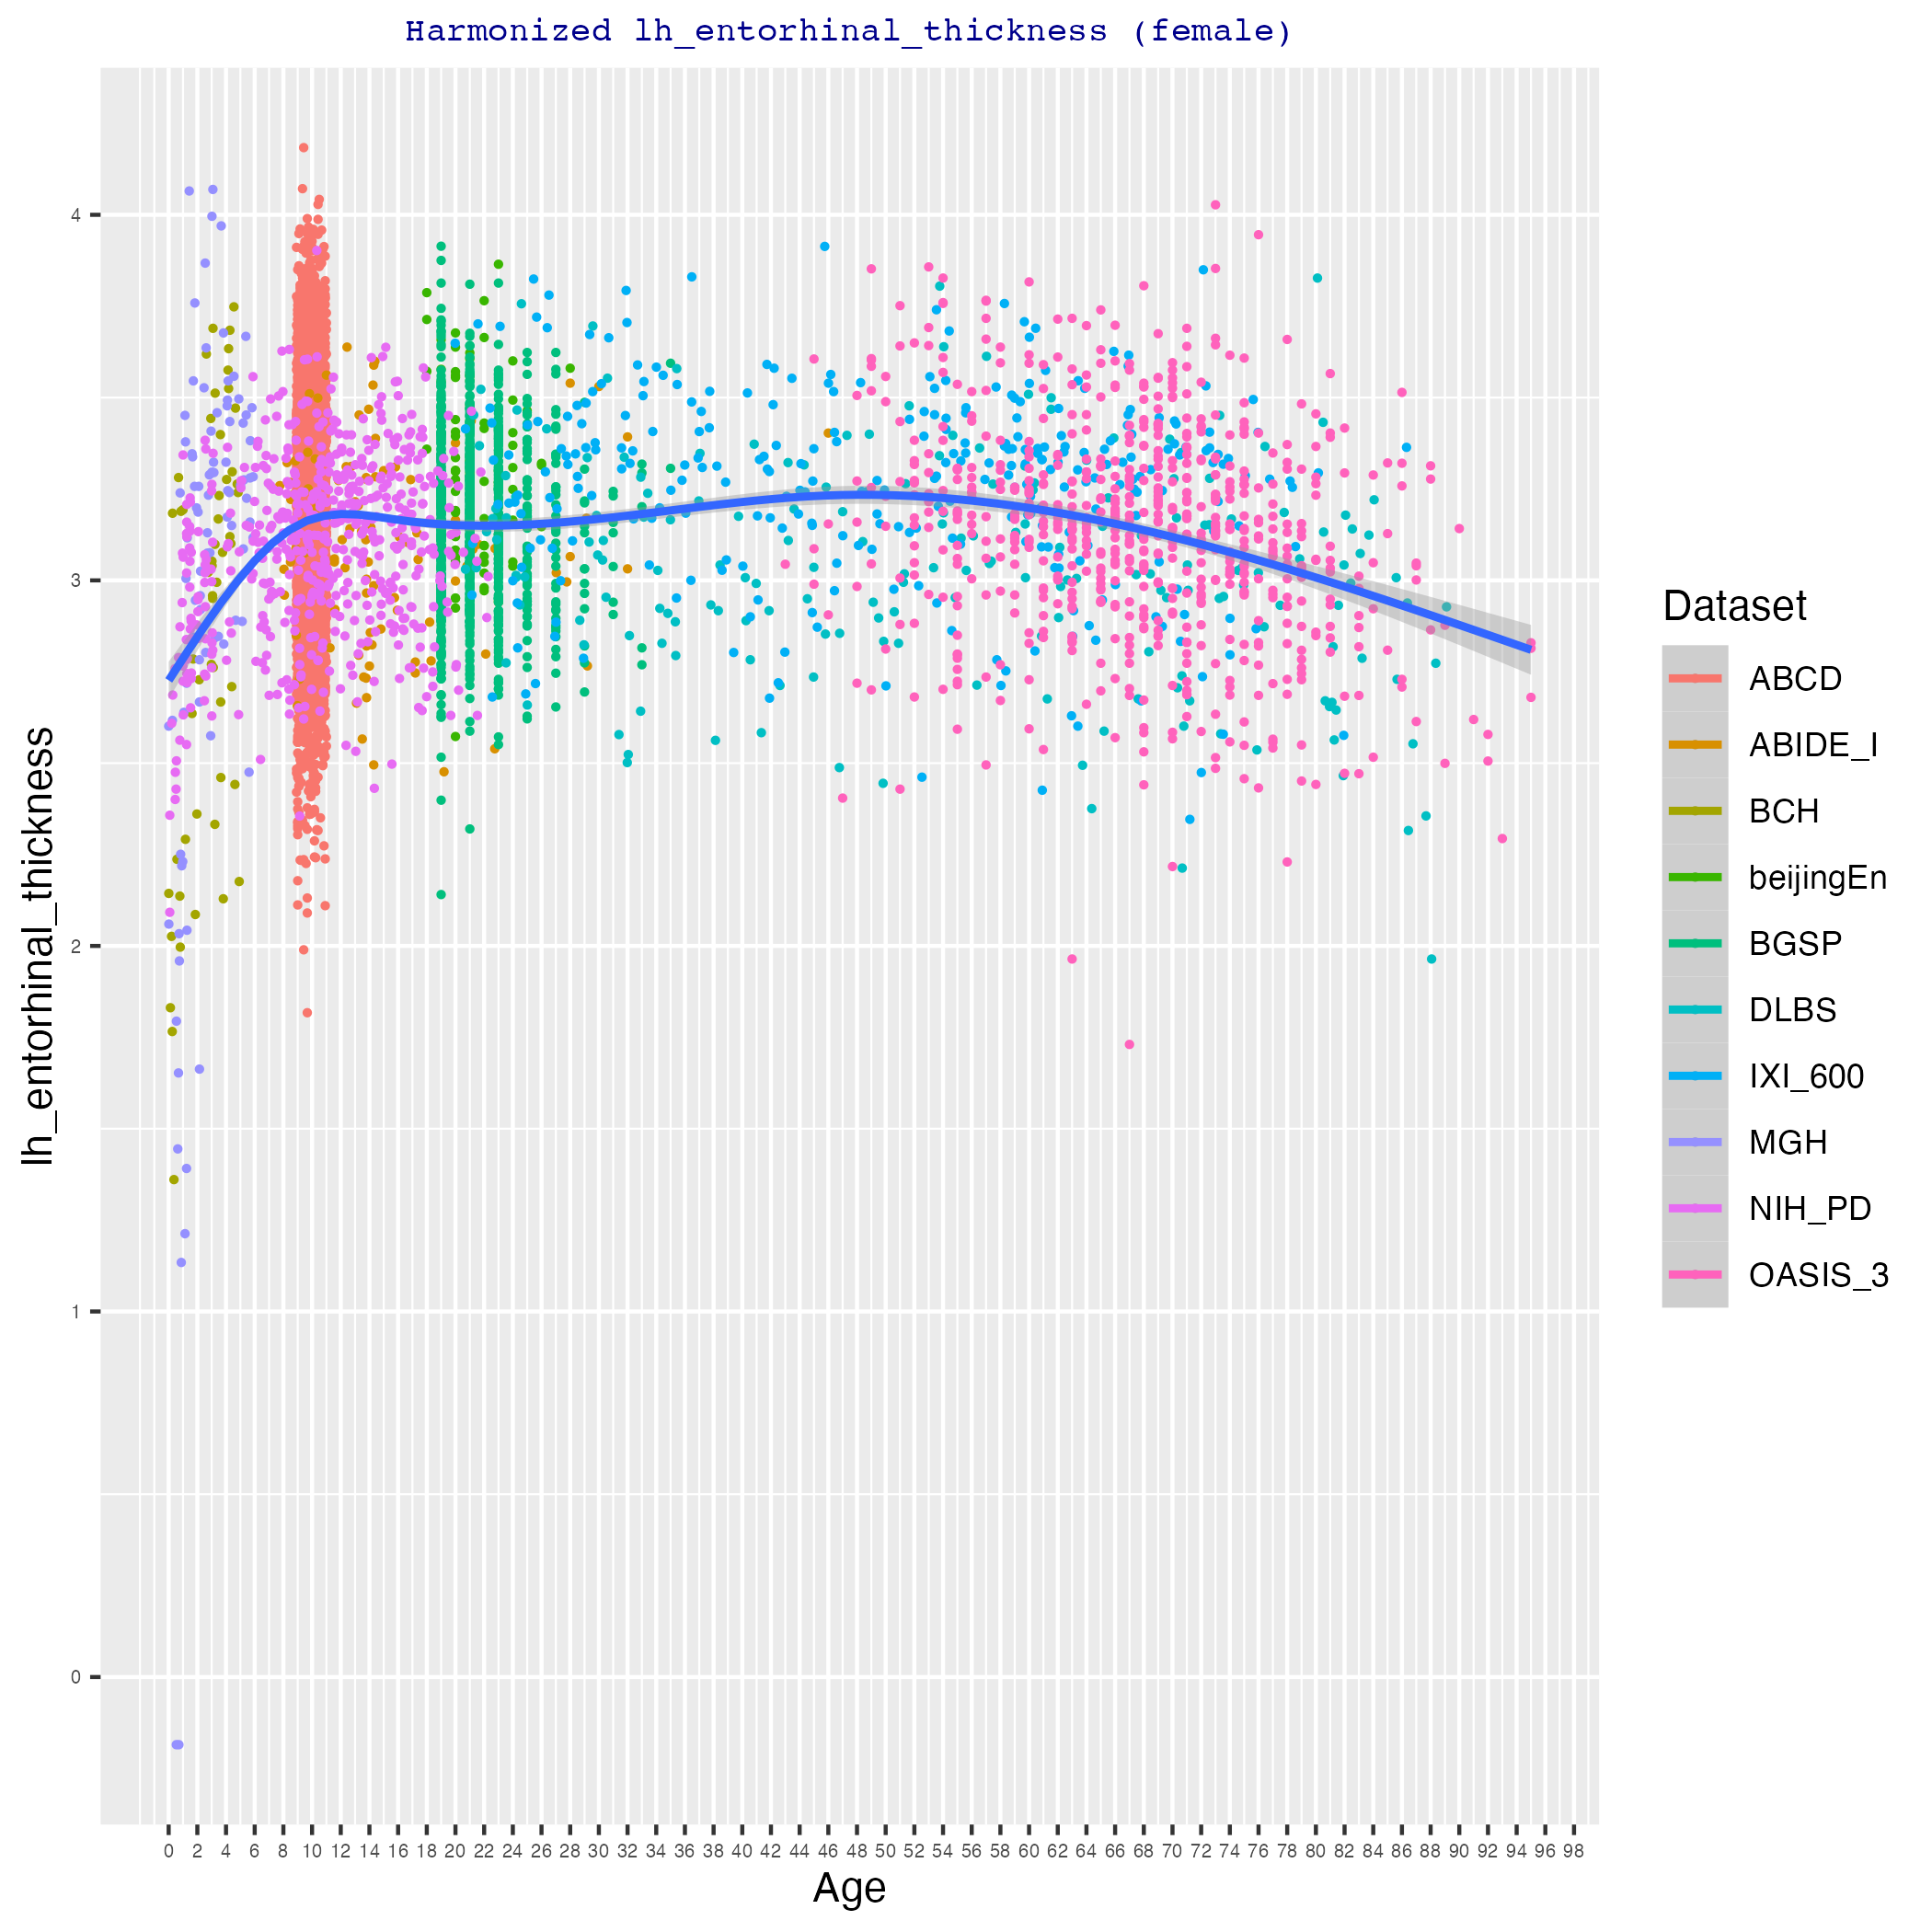 Harmonized lh_entorhinal_thickness (female)
lh_entorhinal_thickness
4
3
2
1
0
0 2 4 6 8 10 12 14 16 18 20 22 24 26 28 30 32 34 36 38 40 42 44 46 48 50 52 54 56 58 60 62 64 66 68 70 72 74 76 78 80 82 84 86 88 90 92 94 96 98
Age
Dataset
ABCD
ABIDE_I
BCH
beijingEn
BGSP
DLBS
IXI_600
MGH
NIH_PD
OASIS_3